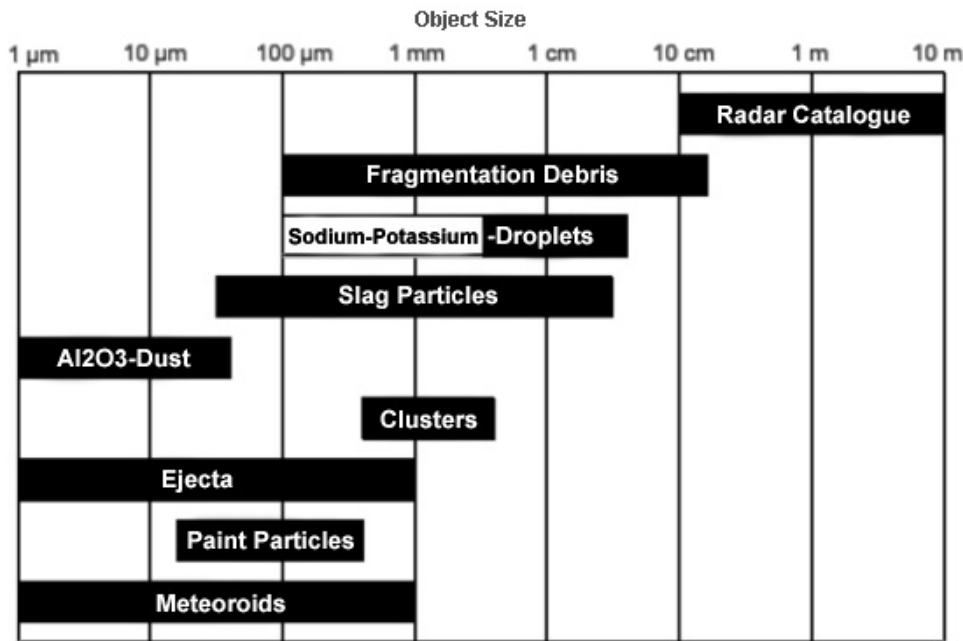 Object Size
1 μm 10 μm 100 μm 1 mm 1 cm 10 cm 1 m 10 m
Radar Catalogue
Fragmentation Debris
Sodium-Potassium -Droplets
Slag Particles
Al2O3-Dust
Clusters
Ejecta
Paint Particles
Meteoroids